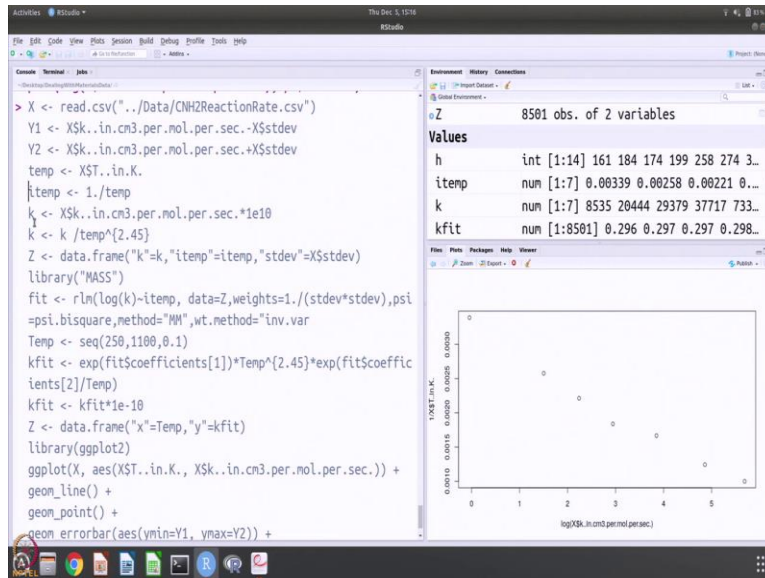 Activities RStudio Thu Dec 5, 15:16
RStudio
File Edit Code View Plots Session Build Debug Profile Tools Help
Go to file/function Addins Project: (None)
Console Terminal Jobs
~/Desktop/DealingWithMaterialsData/
> X <- read.csv("../Data/CNH2ReactionRate.csv")
Y1 <- X$k..in.cm3.per.mol.per.sec.-X$stdev
Y2 <- X$k..in.cm3.per.mol.per.sec.+X$stdev
temp <- X$T..in.K.
itemp <- 1./temp
k <- X$k..in.cm3.per.mol.per.sec.*1e10
k <- k /temp^{2.45}
Z <- data.frame("k"=k,"itemp"=itemp,"stdev"=X$stdev)
library("MASS")
fit <- rlm(log(k)~itemp, data=Z,weights=1./(stdev*stdev),psi
=psi.bisquare,method="MM",wt.method="inv.var
Temp <- seq(250,1100,0.1)
kfit <- exp(fit$coefficients[1])*Temp^{2.45}*exp(fit$coeffic
ients[2]/Temp)
kfit <- kfit*1e-10
Z <- data.frame("x"=Temp,"y"=kfit)
library(ggplot2)
ggplot(X, aes(X$T..in.K., X$k..in.cm3.per.mol.per.sec.)) +
geom_line() +
geom_point() +
geom_errorbar(aes(ymin=Y1, ymax=Y2)) +
Environment History Connections
Import Dataset List
Global Environment
Z 8501 obs. of 2 variables
Values
h int [1:14] 161 184 174 199 258 274 3…
itemp num [1:7] 0.00339 0.00258 0.00221 0.…
k num [1:7] 8535 20444 29379 37717 733…
kfit num [1:8501] 0.296 0.297 0.297 0.298…
Files Plots Packages Help Viewer
Zoom Export Publish
1/X$T..in.K.
0.0010 0.0015 0.0020 0.0025 0.0030
0 1 2 3 4 5
log(X$k..in.cm3.per.mol.per.sec.)
NPTEL